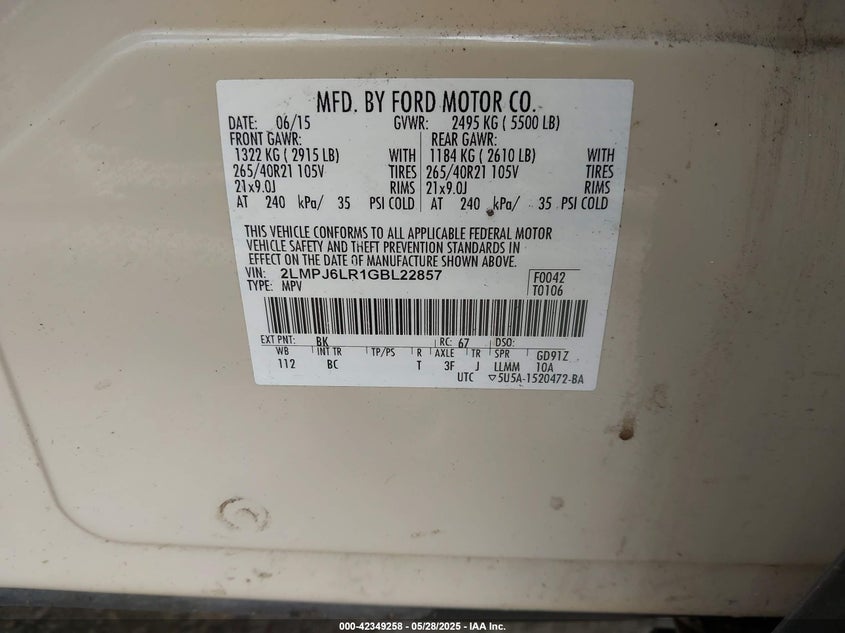 MFD. BY FORD MOTOR CO.
DATE: 06/15 GVWR: 2495 KG ( 5500 LB)
FRONT GAWR: REAR GAWR:
1322 KG ( 2915 LB) WITH 1184 KG ( 2610 LB) WITH
265/40R21 105V TIRES 265/40R21 105V TIRES
21x9.0J RIMS 21x9.0J RIMS
AT 240 kPa/ 35 PSI COLD AT 240 kPa/ 35 PSI COLD
THIS VEHICLE CONFORMS TO ALL APPLICABLE FEDERAL MOTOR
VEHICLE SAFETY AND THEFT PREVENTION STANDARDS IN
EFFECT ON THE DATE OF MANUFACTURE SHOWN ABOVE.
VIN: 2LMPJ6LR1GBL22857 F0042
TYPE: MPV T0106
EXT PNT: BK RC: 67 DSO:
WB INT TR TP/PS R AXLE TR SPR GD91Z
112 BC T 3F J LLMM 10A
UTC ▽5U5A-1520472-BA
000-42349258 - 05/28/2025 - IAA Inc.